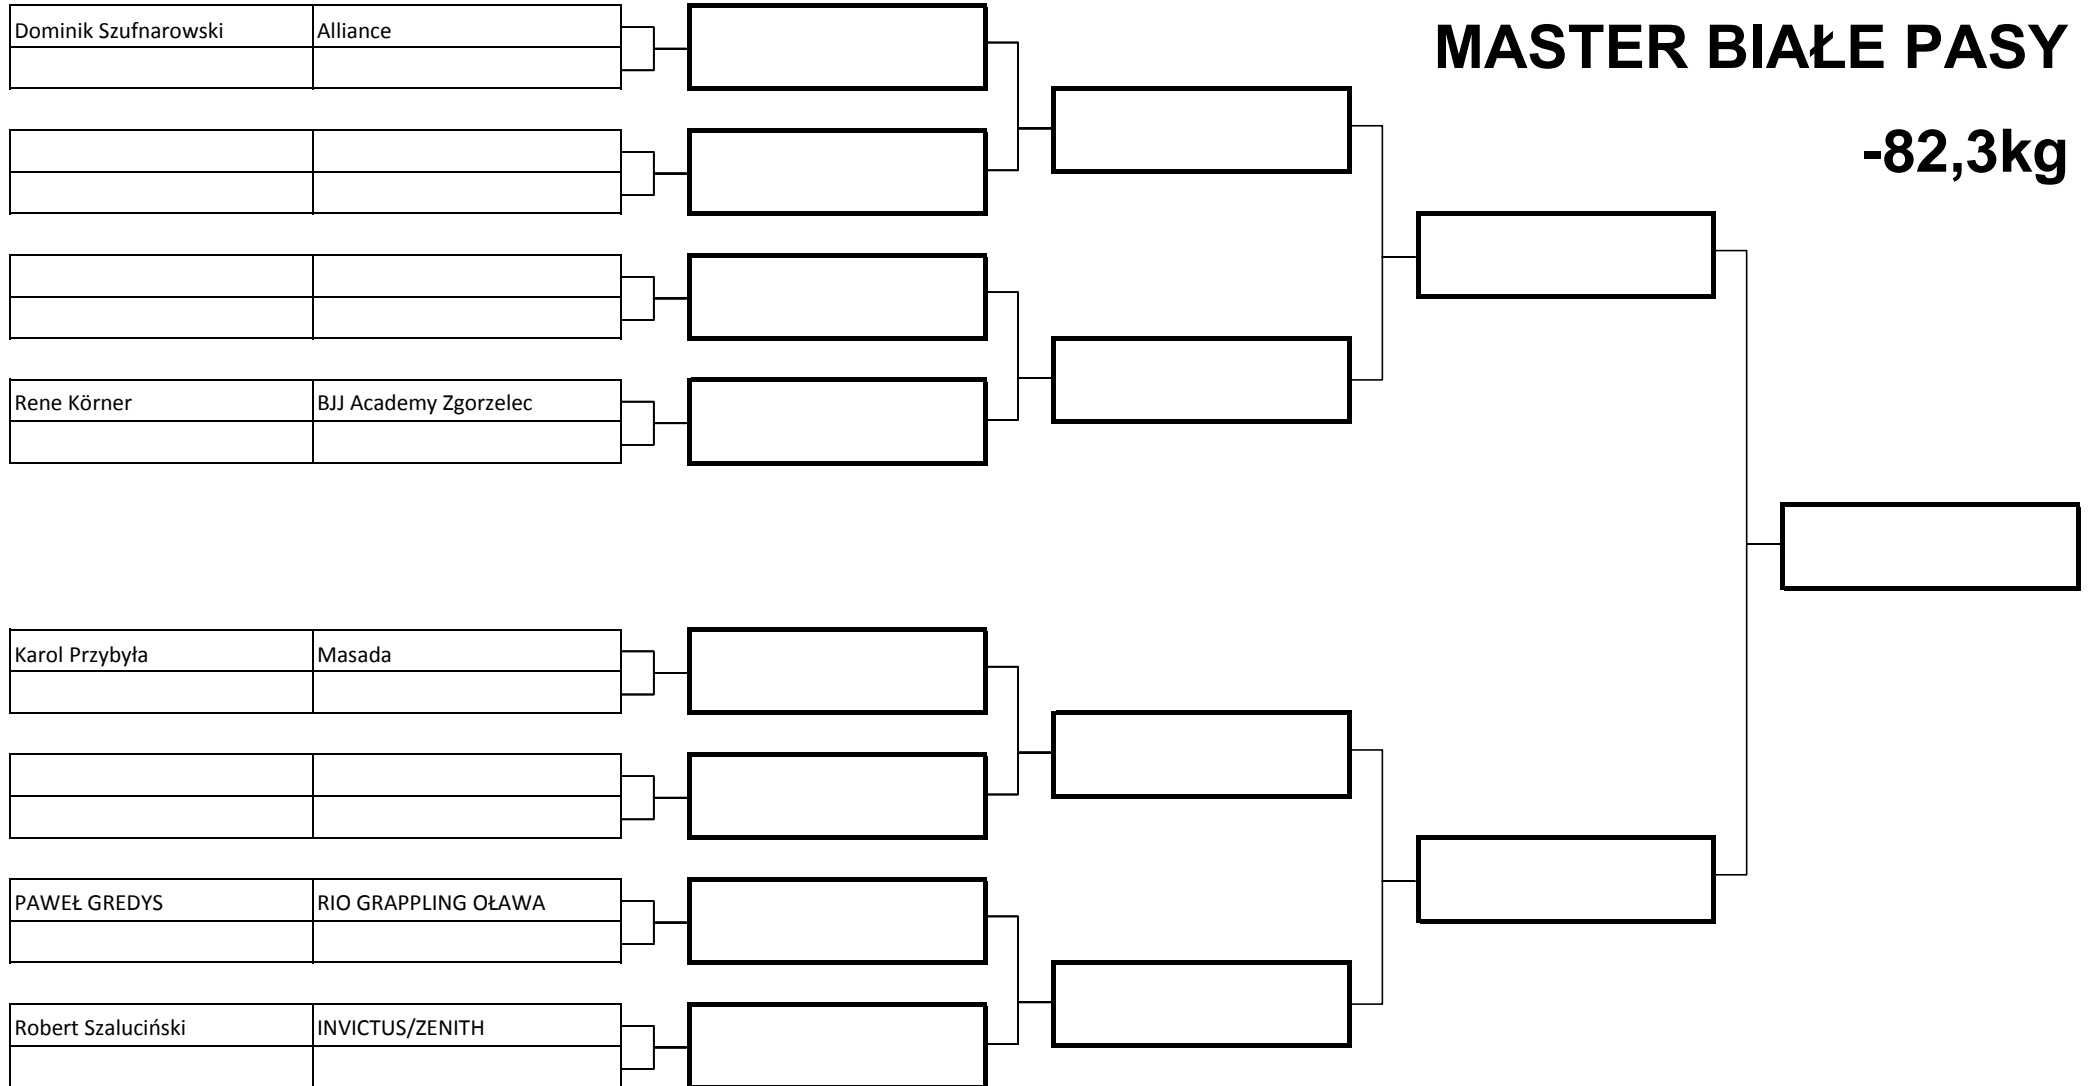 MASTER BIAŁE PASY
-82,3kg
Dominik Szufnarowski Alliance
Rene Körner BJJ Academy Zgorzelec
Karol Przybyła Masada
PAWEŁ GREDYS RIO GRAPPLING OŁAWA
Robert Szaluciński INVICTUS/ZENITH